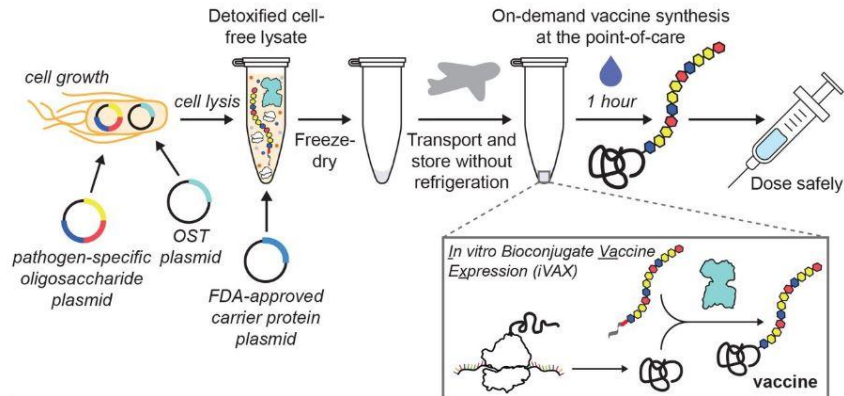 Detoxified cell-
free lysate
On-demand vaccine synthesis
at the point-of-care
cell growth
cell lysis
Freeze-
dry
Transport and
store without
refrigeration
1 hour
Dose safely
OST
plasmid
pathogen-specific
oligosaccharide
plasmid
FDA-approved
carrier protein
plasmid
In vitro Bioconjugate Vaccine
Expression (iVAX)
vaccine